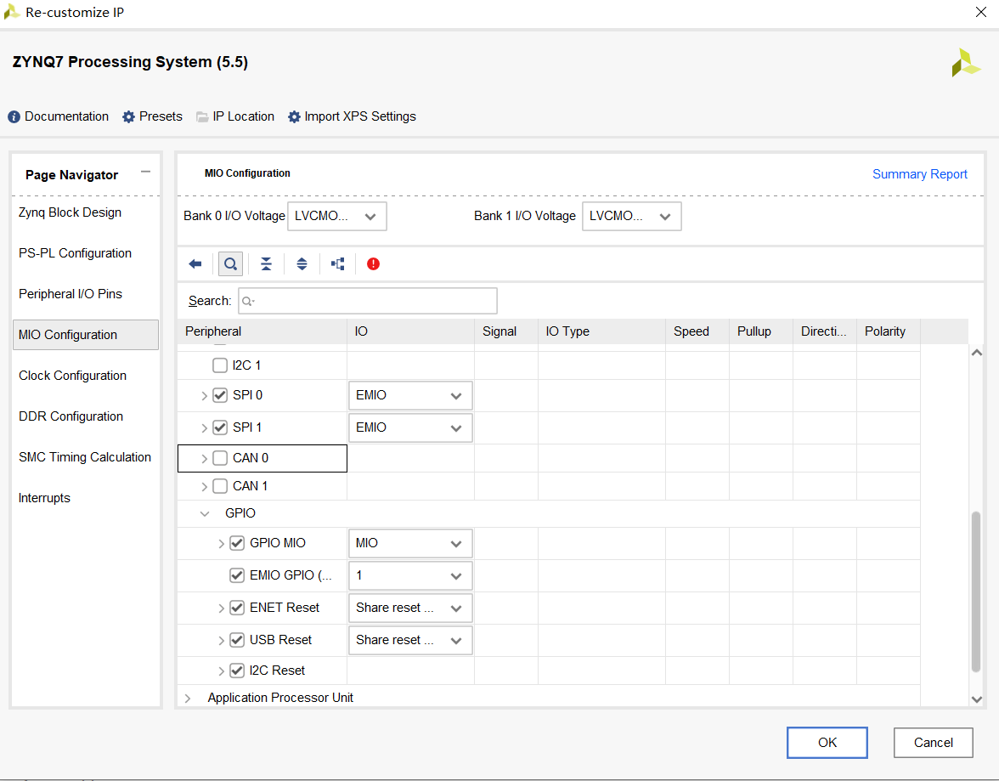 Re-customize IP
ZYNQ7 Processing System (5.5)
Documentation Presets IP Location Import XPS Settings
Page Navigator
Zynq Block Design
PS-PL Configuration
Peripheral I/O Pins
MIO Configuration
Clock Configuration
DDR Configuration
SMC Timing Calculation
Interrupts
MIO Configuration Summary Report
Bank 0 I/O Voltage LVCMO... Bank 1 I/O Voltage LVCMO...
Search:
Peripheral IO Signal IO Type Speed Pullup Directi... Polarity
I2C 1
SPI 0 EMIO
SPI 1 EMIO
CAN 0
CAN 1
GPIO
GPIO MIO MIO
EMIO GPIO (... 1
ENET Reset Share reset ...
USB Reset Share reset ...
I2C Reset
Application Processor Unit
OK Cancel